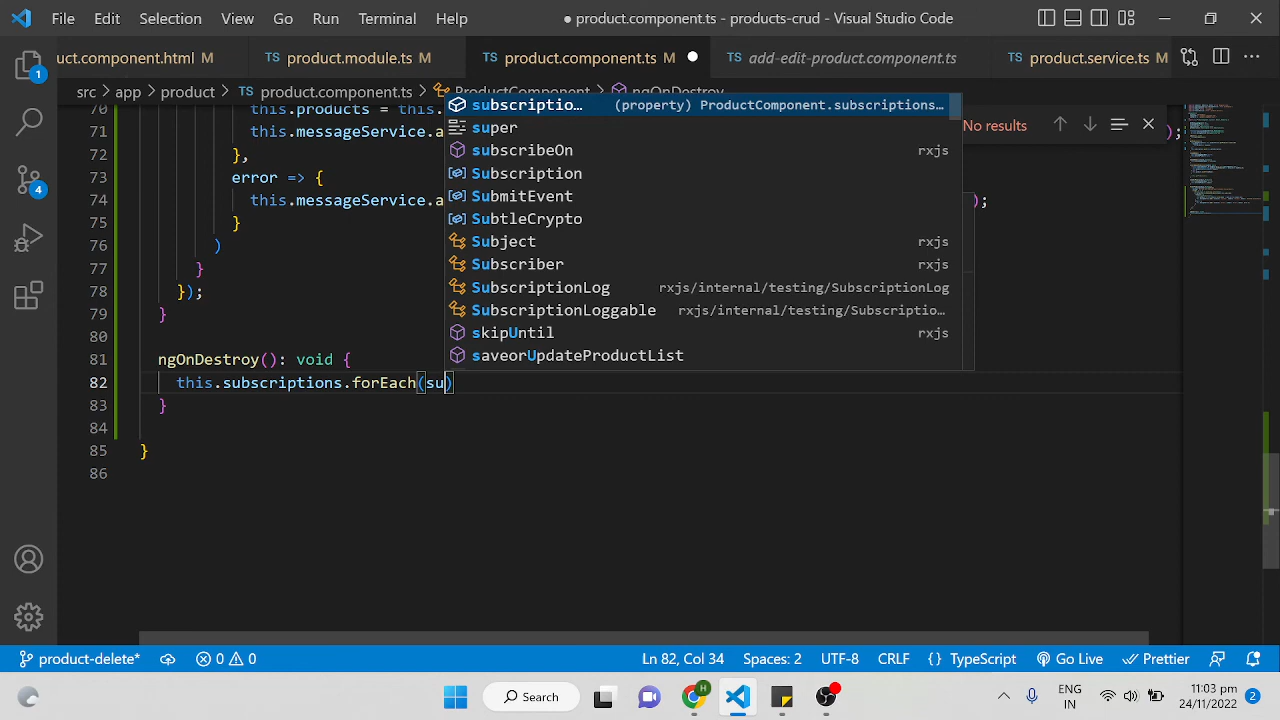 File Edit Selection View Go Run Terminal Help ● product.component.ts - products-crud - Visual Studio Code
uct.component.html M TS product.module.ts M TS product.component.ts M TS add-edit-product.component.ts TS product.service.ts M
src > app > product > TS product.component.ts > ProductComponent > ngOnDestroy
70 this.products = this.
71 this.messageService.a
72 },
73 error => {
74 this.messageService.a );
75 }
76 )
77 }
78 });
79 }
80
81 ngOnDestroy(): void {
82 this.subscriptions.forEach(su)
83 }
84
85 }
86
subscriptio… (property) ProductComponent.subscriptions…
super
subscribeOn rxjs
Subscription
SubmitEvent
SubtleCrypto
Subject rxjs
Subscriber rxjs
SubscriptionLog rxjs/internal/testing/SubscriptionLog
SubscriptionLoggable rxjs/internal/testing/Subscriptio…
skipUntil rxjs
saveorUpdateProductList
No results
);
1
4
product-delete* 0 0 Ln 82, Col 34 Spaces: 2 UTF-8 CRLF {} TypeScript Go Live Prettier
Search H ENG IN 11:03 pm 24/11/2022 2